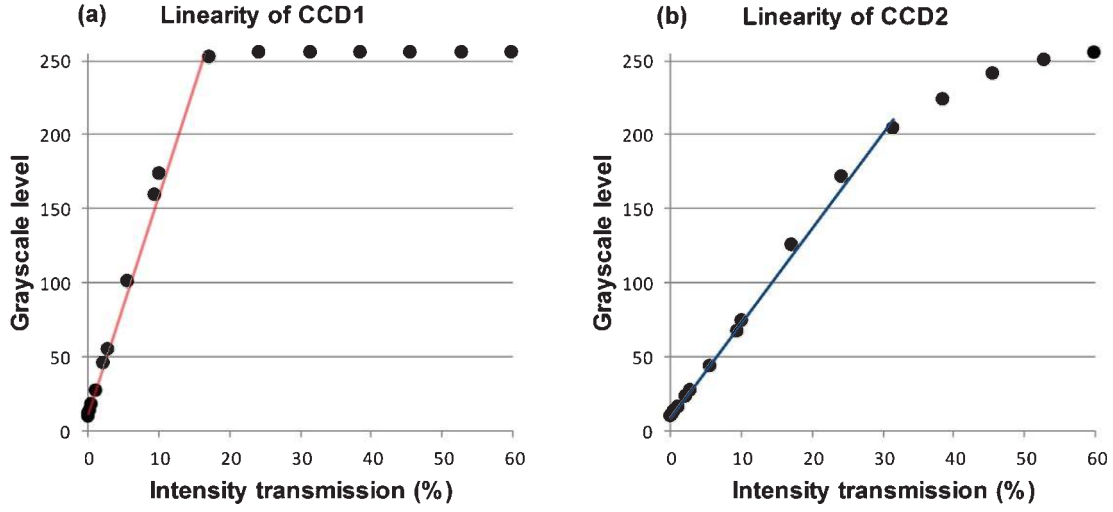 (a) Linearity of CCD1
Grayscale level
250
200
150
100
50
0
0 10 20 30 40 50 60
Intensity transmission (%)
(b) Linearity of CCD2
Grayscale level
250
200
150
100
50
0
0 10 20 30 40 50 60
Intensity transmission (%)